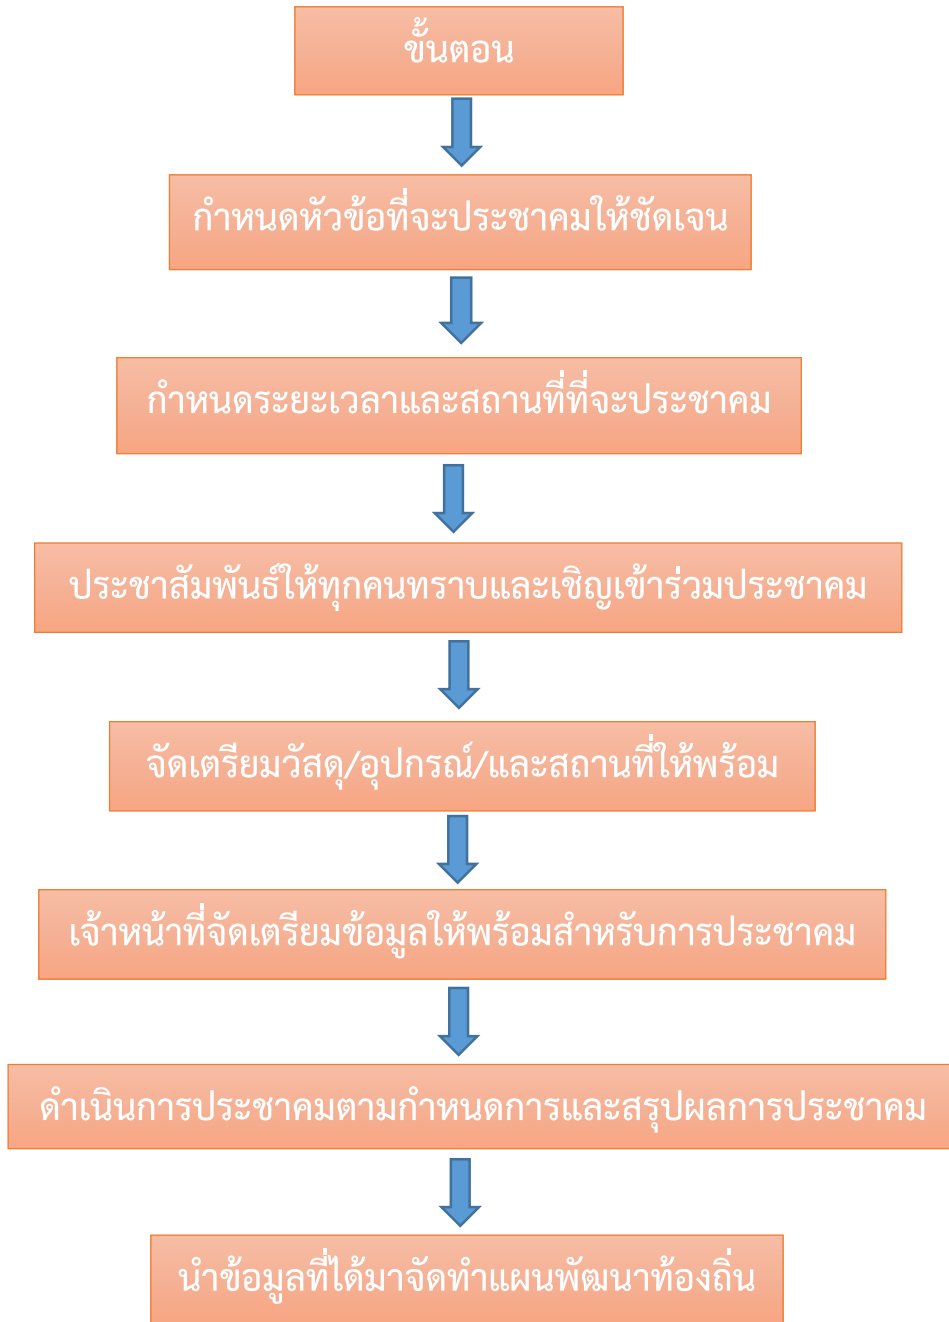 ขั้นตอน
กำหนดหัวข้อที่จะประชาคมให้ชัดเจน
กำหนดระยะเวลาและสถานที่ที่จะประชาคม
ประชาสัมพันธ์ให้ทุกคนทราบและเชิญเข้าร่วมประชาคม
จัดเตรียมวัสดุ/อุปกรณ์/และสถานที่ให้พร้อม
เจ้าหน้าที่จัดเตรียมข้อมูลให้พร้อมสำหรับการประชาคม
ดำเนินการประชาคมตามกำหนดการและสรุปผลการประชาคม
นำข้อมูลที่ได้มาจัดทำแผนพัฒนาท้องถิ่น